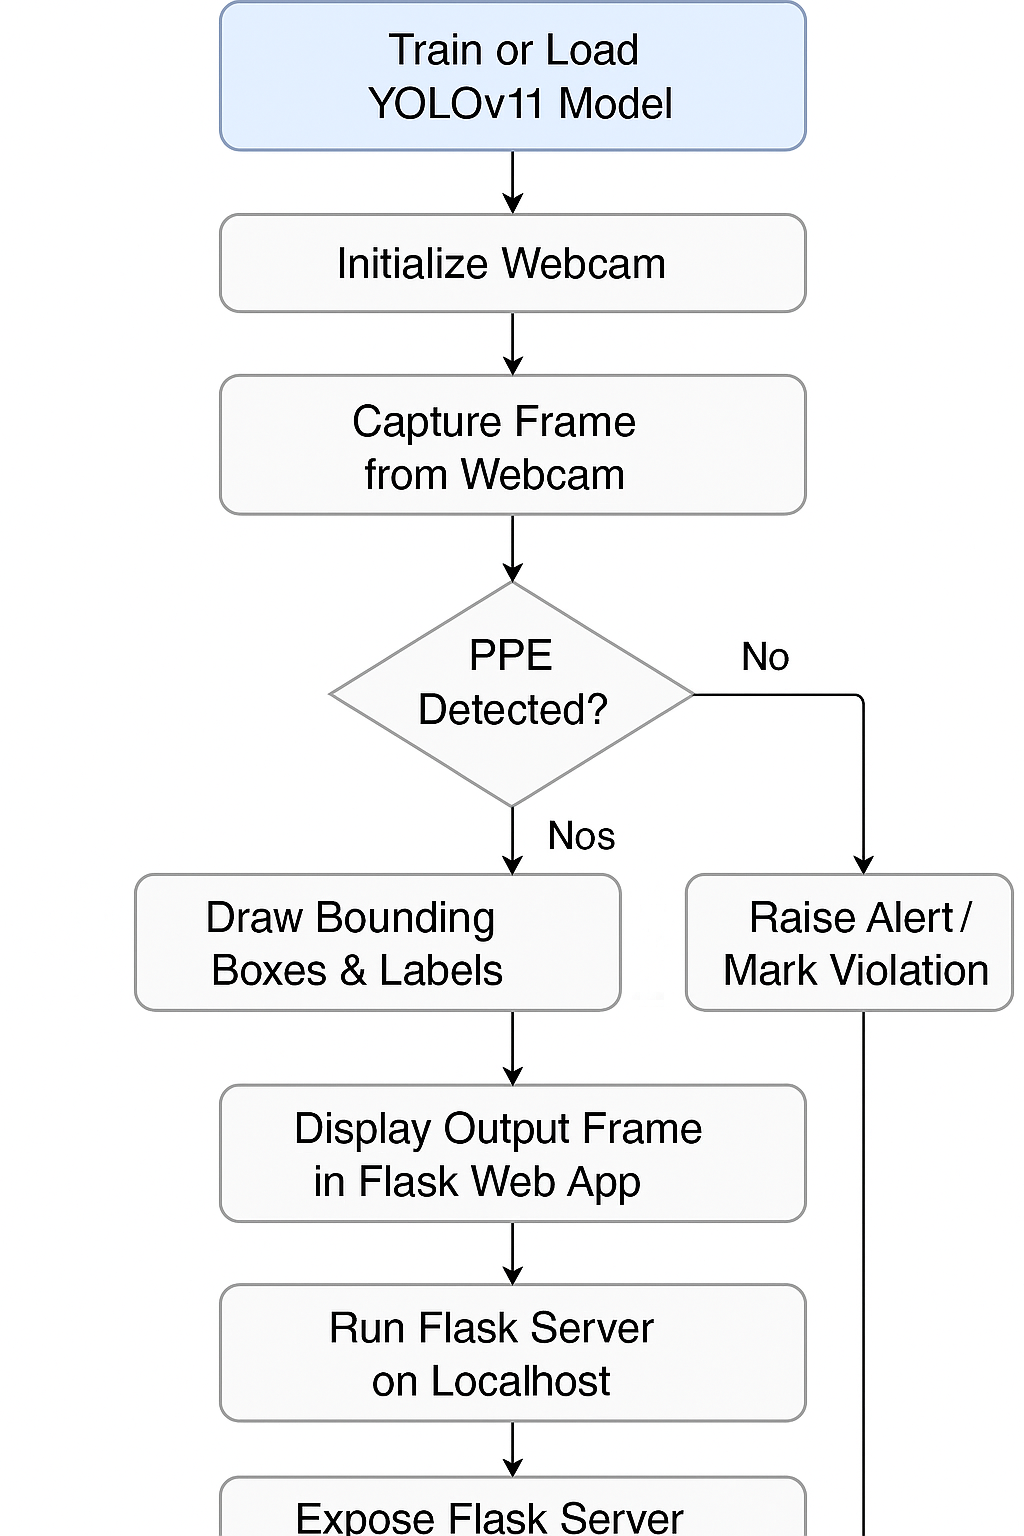 Train or Load
YOLOv11 Model
Initialize Webcam
Capture Frame
from Webcam
PPE
Detected?
No
Nos
Draw Bounding
Boxes & Labels
Raise Alert/
Mark Violation
Display Output Frame
in Flask Web App
Run Flask Server
on Localhost
Expose Flask Server